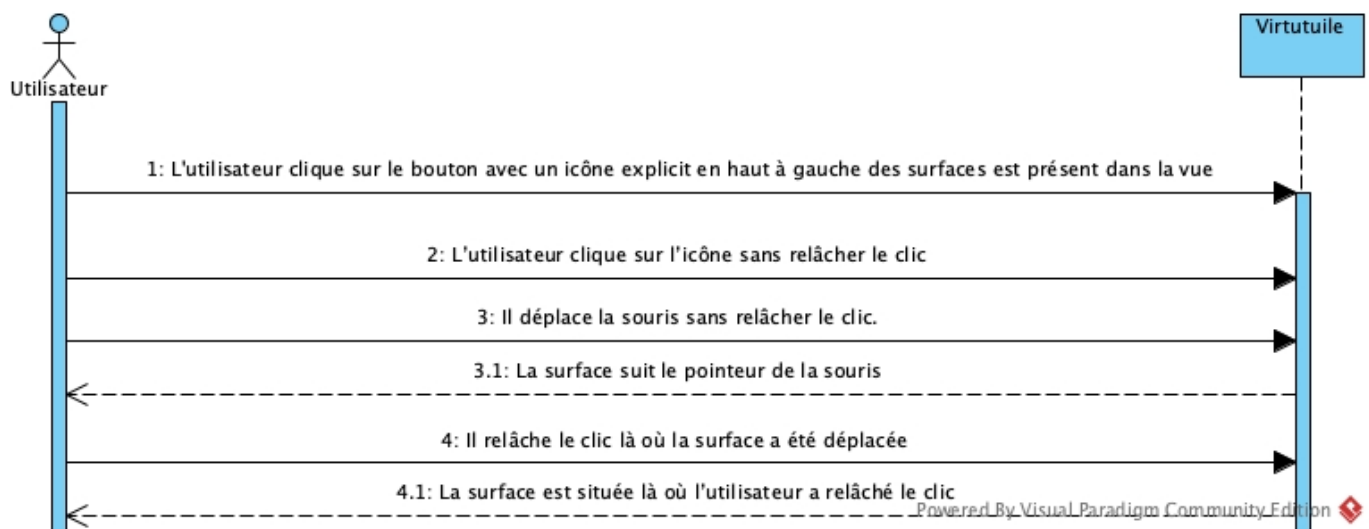 Utilisateur
Virtutuile
1: L'utilisateur clique sur le bouton avec un icône explicit en haut à gauche des surfaces est présent dans la vue
2: L'utilisateur clique sur l'icône sans relâcher le clic
3: Il déplace la souris sans relâcher le clic.
3.1: La surface suit le pointeur de la souris
4: Il relâche le clic là où la surface a été déplacée
4.1: La surface est située là où l'utilisateur a relâché le clic
Powered By Visual Paradigm Community Edition